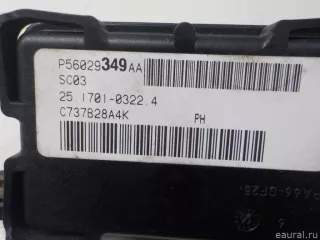 P56029349AA
SC03
25.1701-0322.4
C737B28A4K PH
eaural.ru